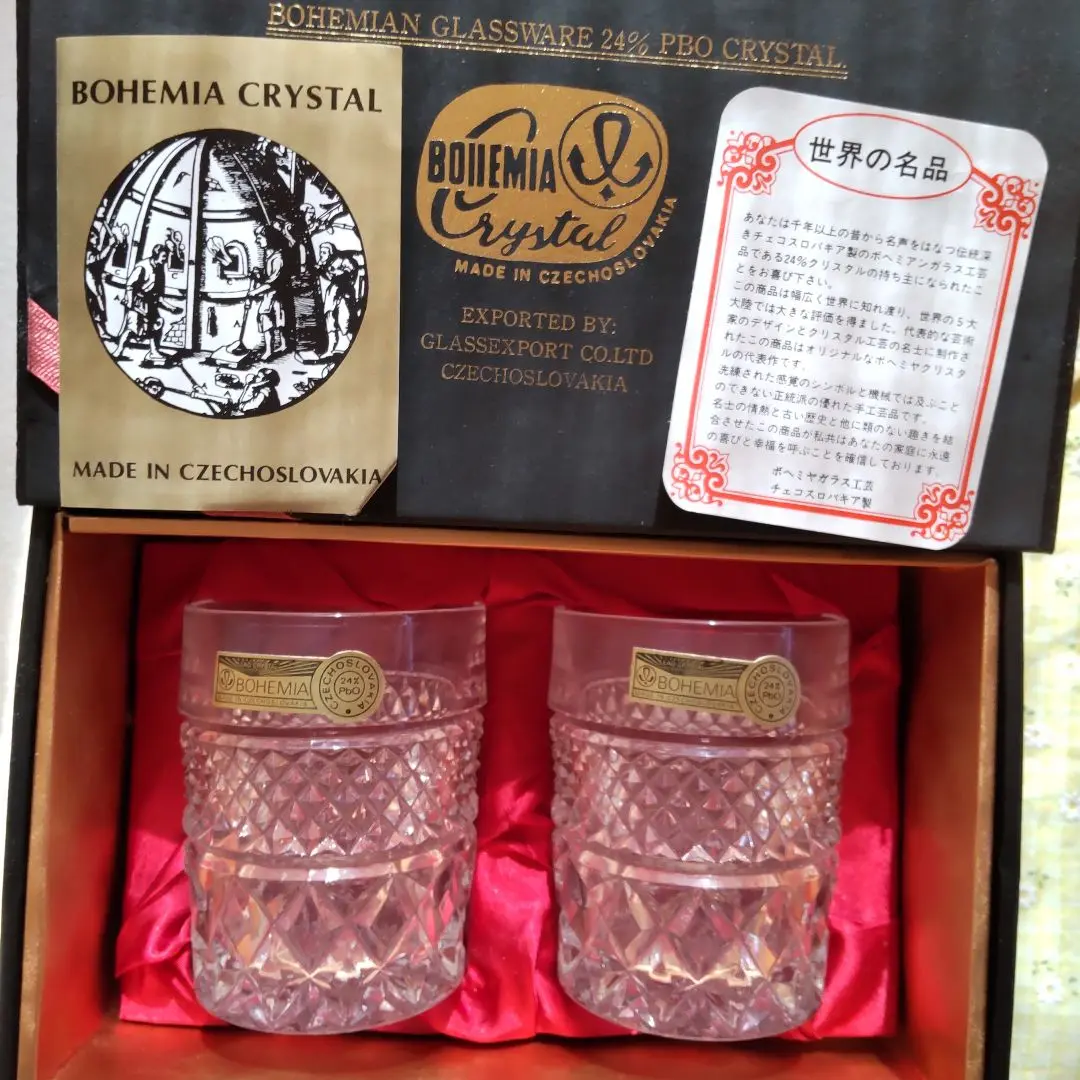 BOHEMIAN GLASSWARE 24% PBO CRYSTAL
BOHEMIA CRYSTAL
MADE IN CZECHOSLOVAKIA
BOHEMIA
Crystal
MADE IN CZECHOSLOVAKIA
EXPORTED BY:
GLASSEXPORT CO.LTD
CZECHOSLOVAKIA
世界の名品
あなたは千年以上の昔から名声をはなつ伝統深
きチェコスロバキア製のボヘミアンガラス工芸
品である24%クリスタルの持ち主になられたこ
とをお喜び下さい。
この商品は幅広く世界に知れ渡り、世界の5大
大陸では大きな評価を得ました。代表的な芸術
家のデザインとクリスタル工芸の名士に制作さ
れたこの商品はオリジナルなボヘミヤクリスタ
ルの代表作です。
先練された感覚のシンボルと機械では及ぶこと
のできない正統派の優れた手工芸品です。
名士の情熱と古い歴史と他に類のない趣きを結
合させたこの商品が私共はあなたの家庭に永遠
の喜びと幸福を呼ぶことを確信しております。
ボヘミヤガラス工芸
チェコスロバキア製
BOHEMIA
MADE IN CZECHOSLOVAKIA
CZECHOSLOVAKIA
24%
PbO
BOHEMIA
MADE IN CZECHOSLOVAKIA
CZECHOSLOVAKIA
24%
PbO